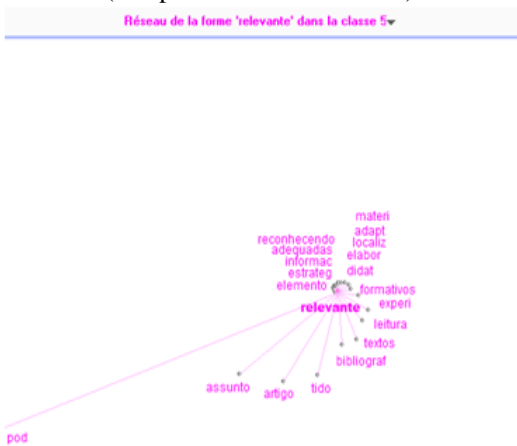 Réseau de la forme 'relevante' dans la classe 5
materi
adapt
reconhecendo
localiz
adequadas
elabor
informac
estrateg
didat
elemento
formativos
experi
relevante
leitura
textos
bibliograf
assunto
artigo
tido
pod